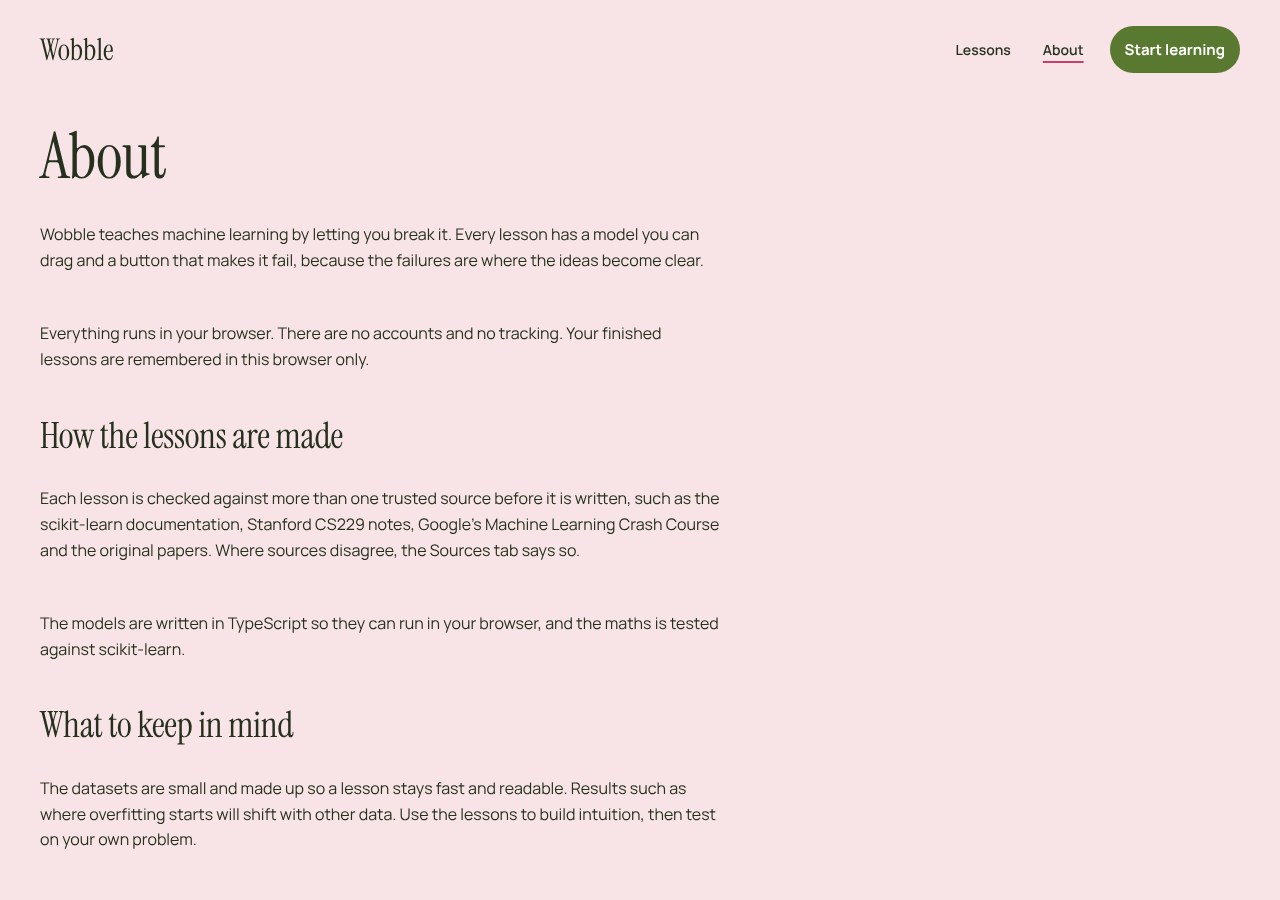 Wobble
Lessons
About
Start learning
About
Wobble teaches machine learning by letting you break it. Every lesson has a model you can
drag and a button that makes it fail, because the failures are where the ideas become clear.
Everything runs in your browser. There are no accounts and no tracking. Your finished
lessons are remembered in this browser only.
How the lessons are made
Each lesson is checked against more than one trusted source before it is written, such as the
scikit-learn documentation, Stanford CS229 notes, Google's Machine Learning Crash Course
and the original papers. Where sources disagree, the Sources tab says so.
The models are written in TypeScript so they can run in your browser, and the maths is tested
against scikit-learn.
What to keep in mind
The datasets are small and made up so a lesson stays fast and readable. Results such as
where overfitting starts will shift with other data. Use the lessons to build intuition, then test
on your own problem.